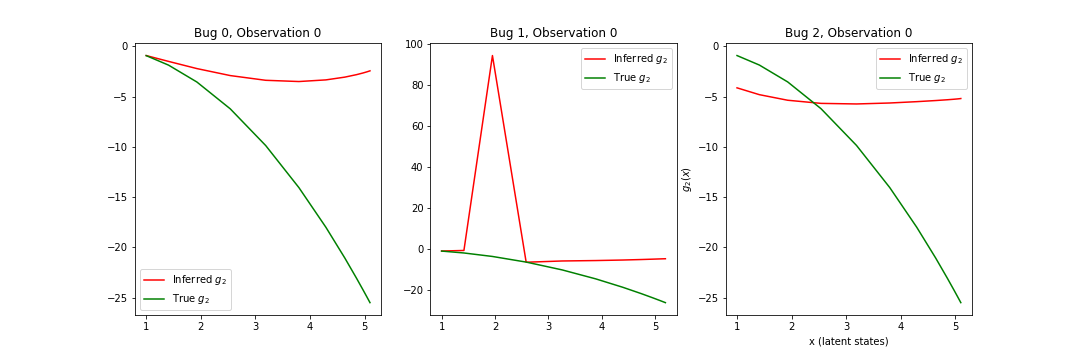 Bug 0, Observation 0
0
−5
−10
−15
−20
−25
1 2 3 4 5
Inferred g₂
True g₂
Bug 1, Observation 0
100
80
60
40
20
0
−20
1 2 3 4 5
Inferred g₂
True g₂
Bug 2, Observation 0
g₂(x)
0
−5
−10
−15
−20
−25
1 2 3 4 5
x (latent states)
Inferred g₂
True g₂